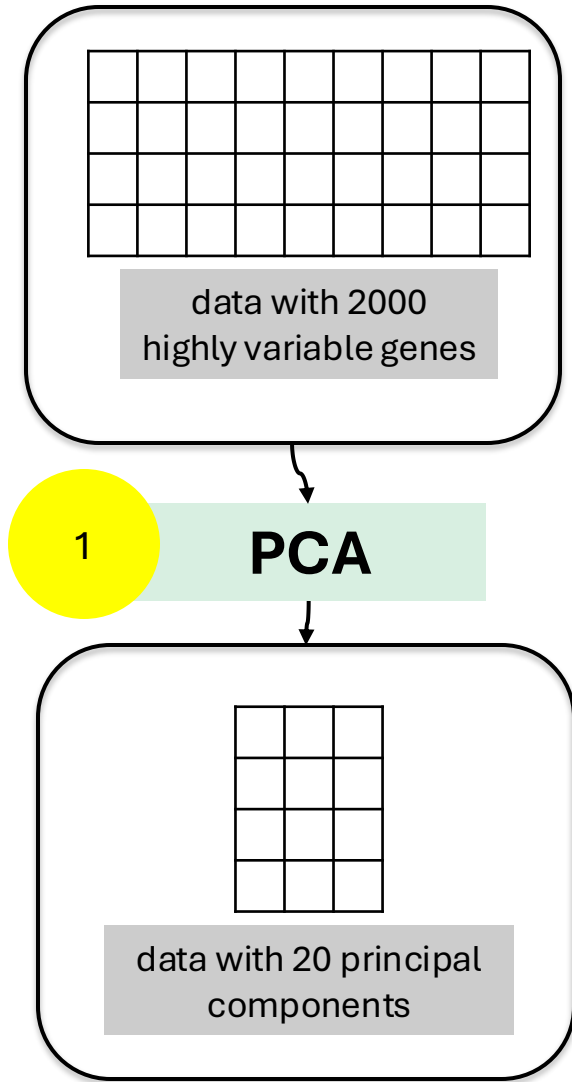 data with 2000
highly variable genes
1
PCA
data with 20 principal
components